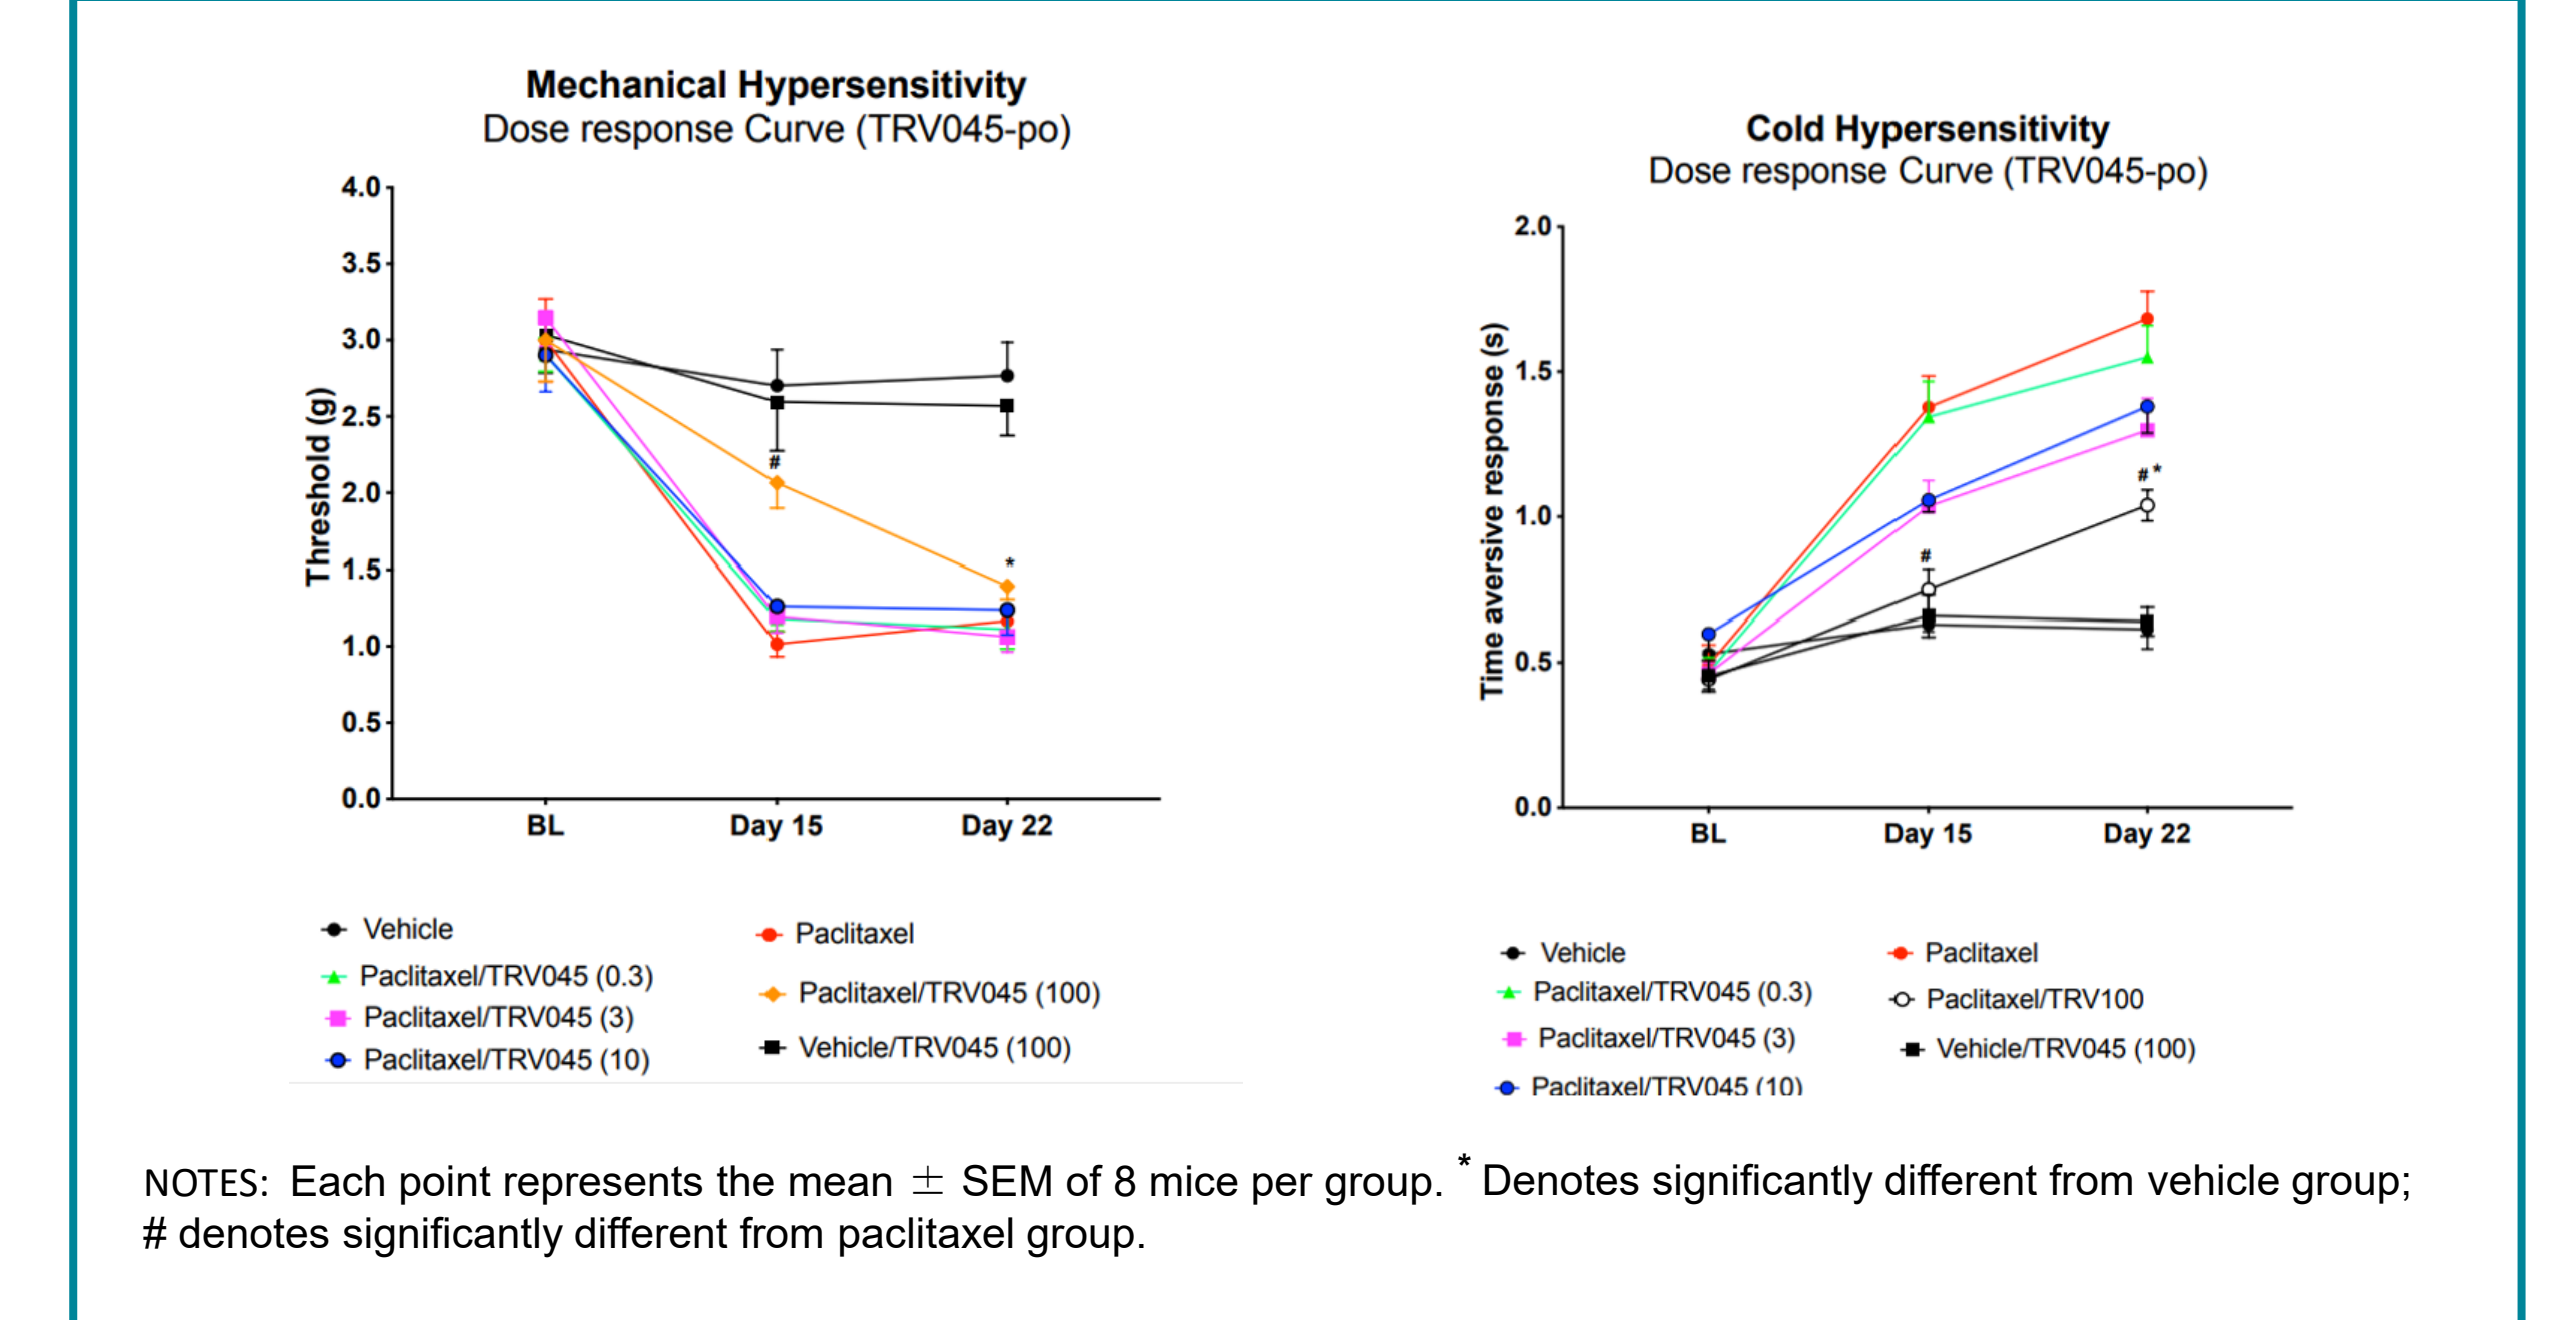 Mechanical Hypersensitivity
Dose response Curve (TRV045-po)
4.0
3.5
3.0
2.5
2.0
1.5
1.0
0.5
0.0
Threshold (g)
#
*
BL Day 15 Day 22
Vehicle
Paclitaxel/TRV045 (0.3)
Paclitaxel/TRV045 (3)
Paclitaxel/TRV045 (10)
Paclitaxel
Paclitaxel/TRV045 (100)
Vehicle/TRV045 (100)
Cold Hypersensitivity
Dose response Curve (TRV045-po)
2.0
1.5
1.0
0.5
0.0
Time aversive response (s)
#
# *
BL Day 15 Day 22
Vehicle
Paclitaxel/TRV045 (0.3)
Paclitaxel/TRV045 (3)
Paclitaxel/TRV045 (10)
Paclitaxel
Paclitaxel/TRV100
Vehicle/TRV045 (100)
NOTES: Each point represents the mean ± SEM of 8 mice per group. * Denotes significantly different from vehicle group;
# denotes significantly different from paclitaxel group.